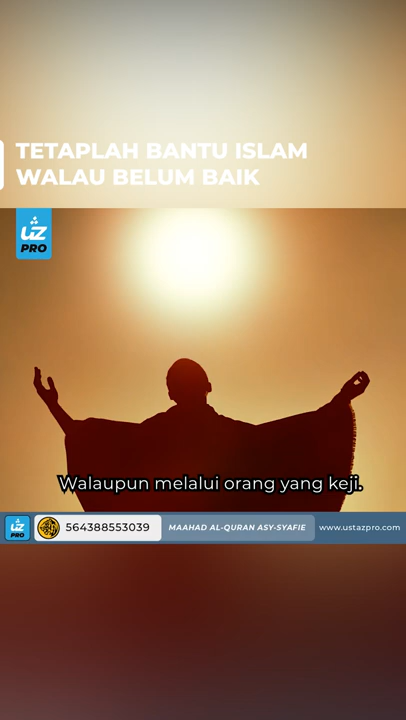 TETAPLAH BANTU ISLAM
WALAU BELUM BAIK
UZ
PRO
Walaupun melalui orang yang keji.
UZ
PRO
564388553039
MAAHAD AL-QURAN ASY-SYAFIE
www.ustazpro.com